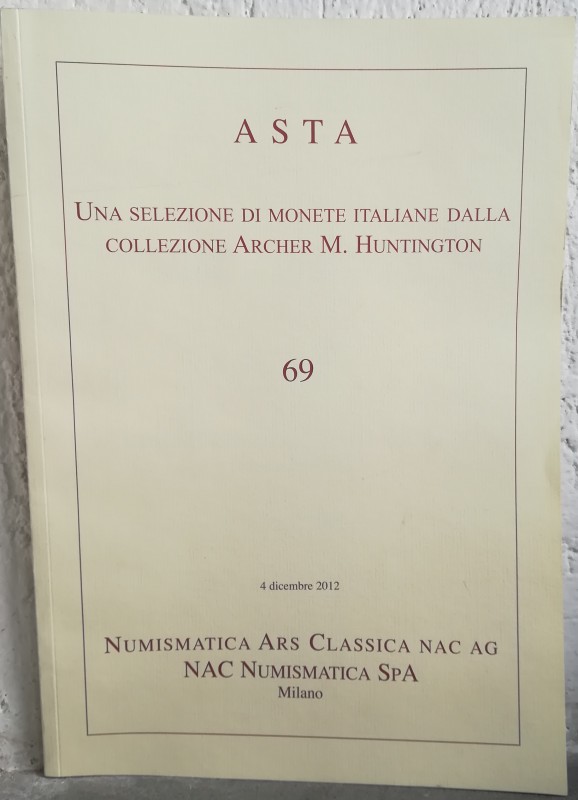 ASTA
UNA SELEZIONE DI MONETE ITALIANE DALLA
COLLEZIONE ARCHER M. HUNTINGTON
69
4 dicembre 2012
NUMISMATICA ARS CLASSICA NAC AG
NAC NUMISMATICA SPA
Milano